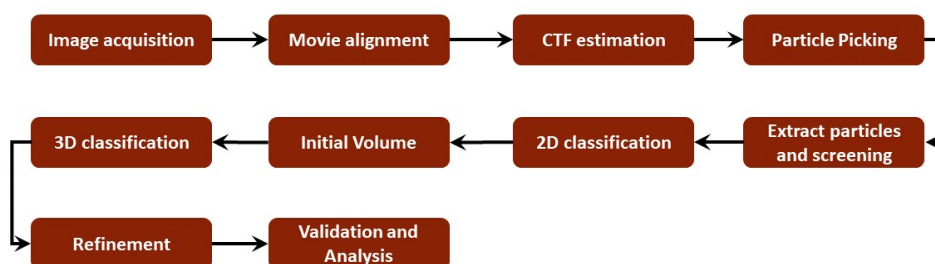 Image acquisition
Movie alignment
CTF estimation
Particle Picking
Extract particles
and screening
2D classification
Initial Volume
3D classification
Refinement
Validation and
Analysis